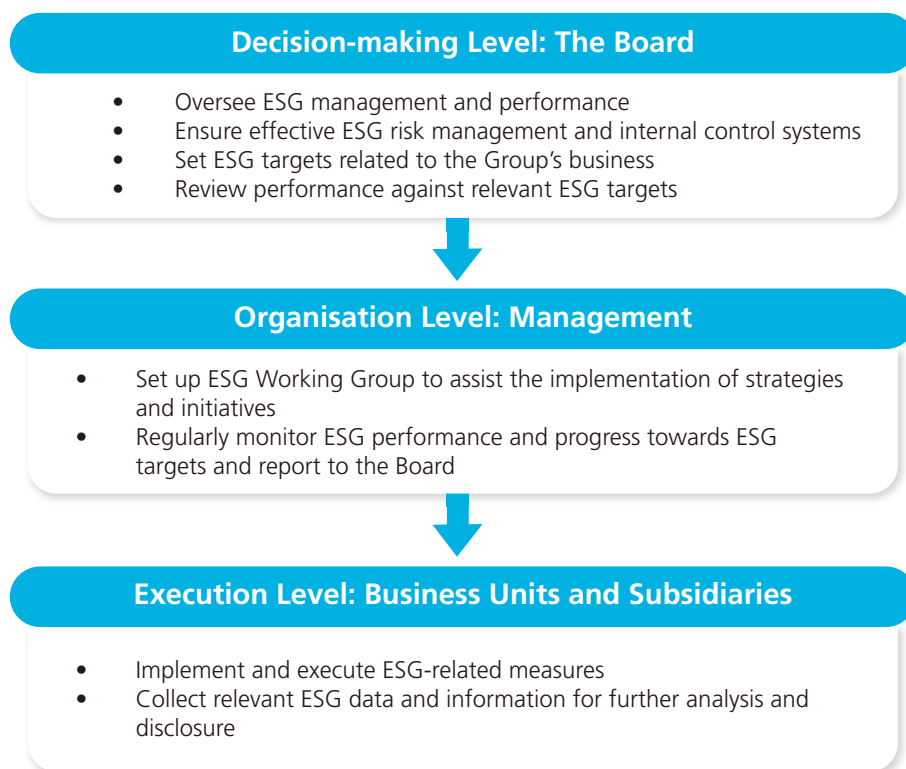 Decision-making Level: The Board
• Oversee ESG management and performance
• Ensure effective ESG risk management and internal control systems
• Set ESG targets related to the Group’s business
• Review performance against relevant ESG targets
Organisation Level: Management
• Set up ESG Working Group to assist the implementation of strategies
and initiatives
• Regularly monitor ESG performance and progress towards ESG
targets and report to the Board
Execution Level: Business Units and Subsidiaries
• Implement and execute ESG-related measures
• Collect relevant ESG data and information for further analysis and
disclosure